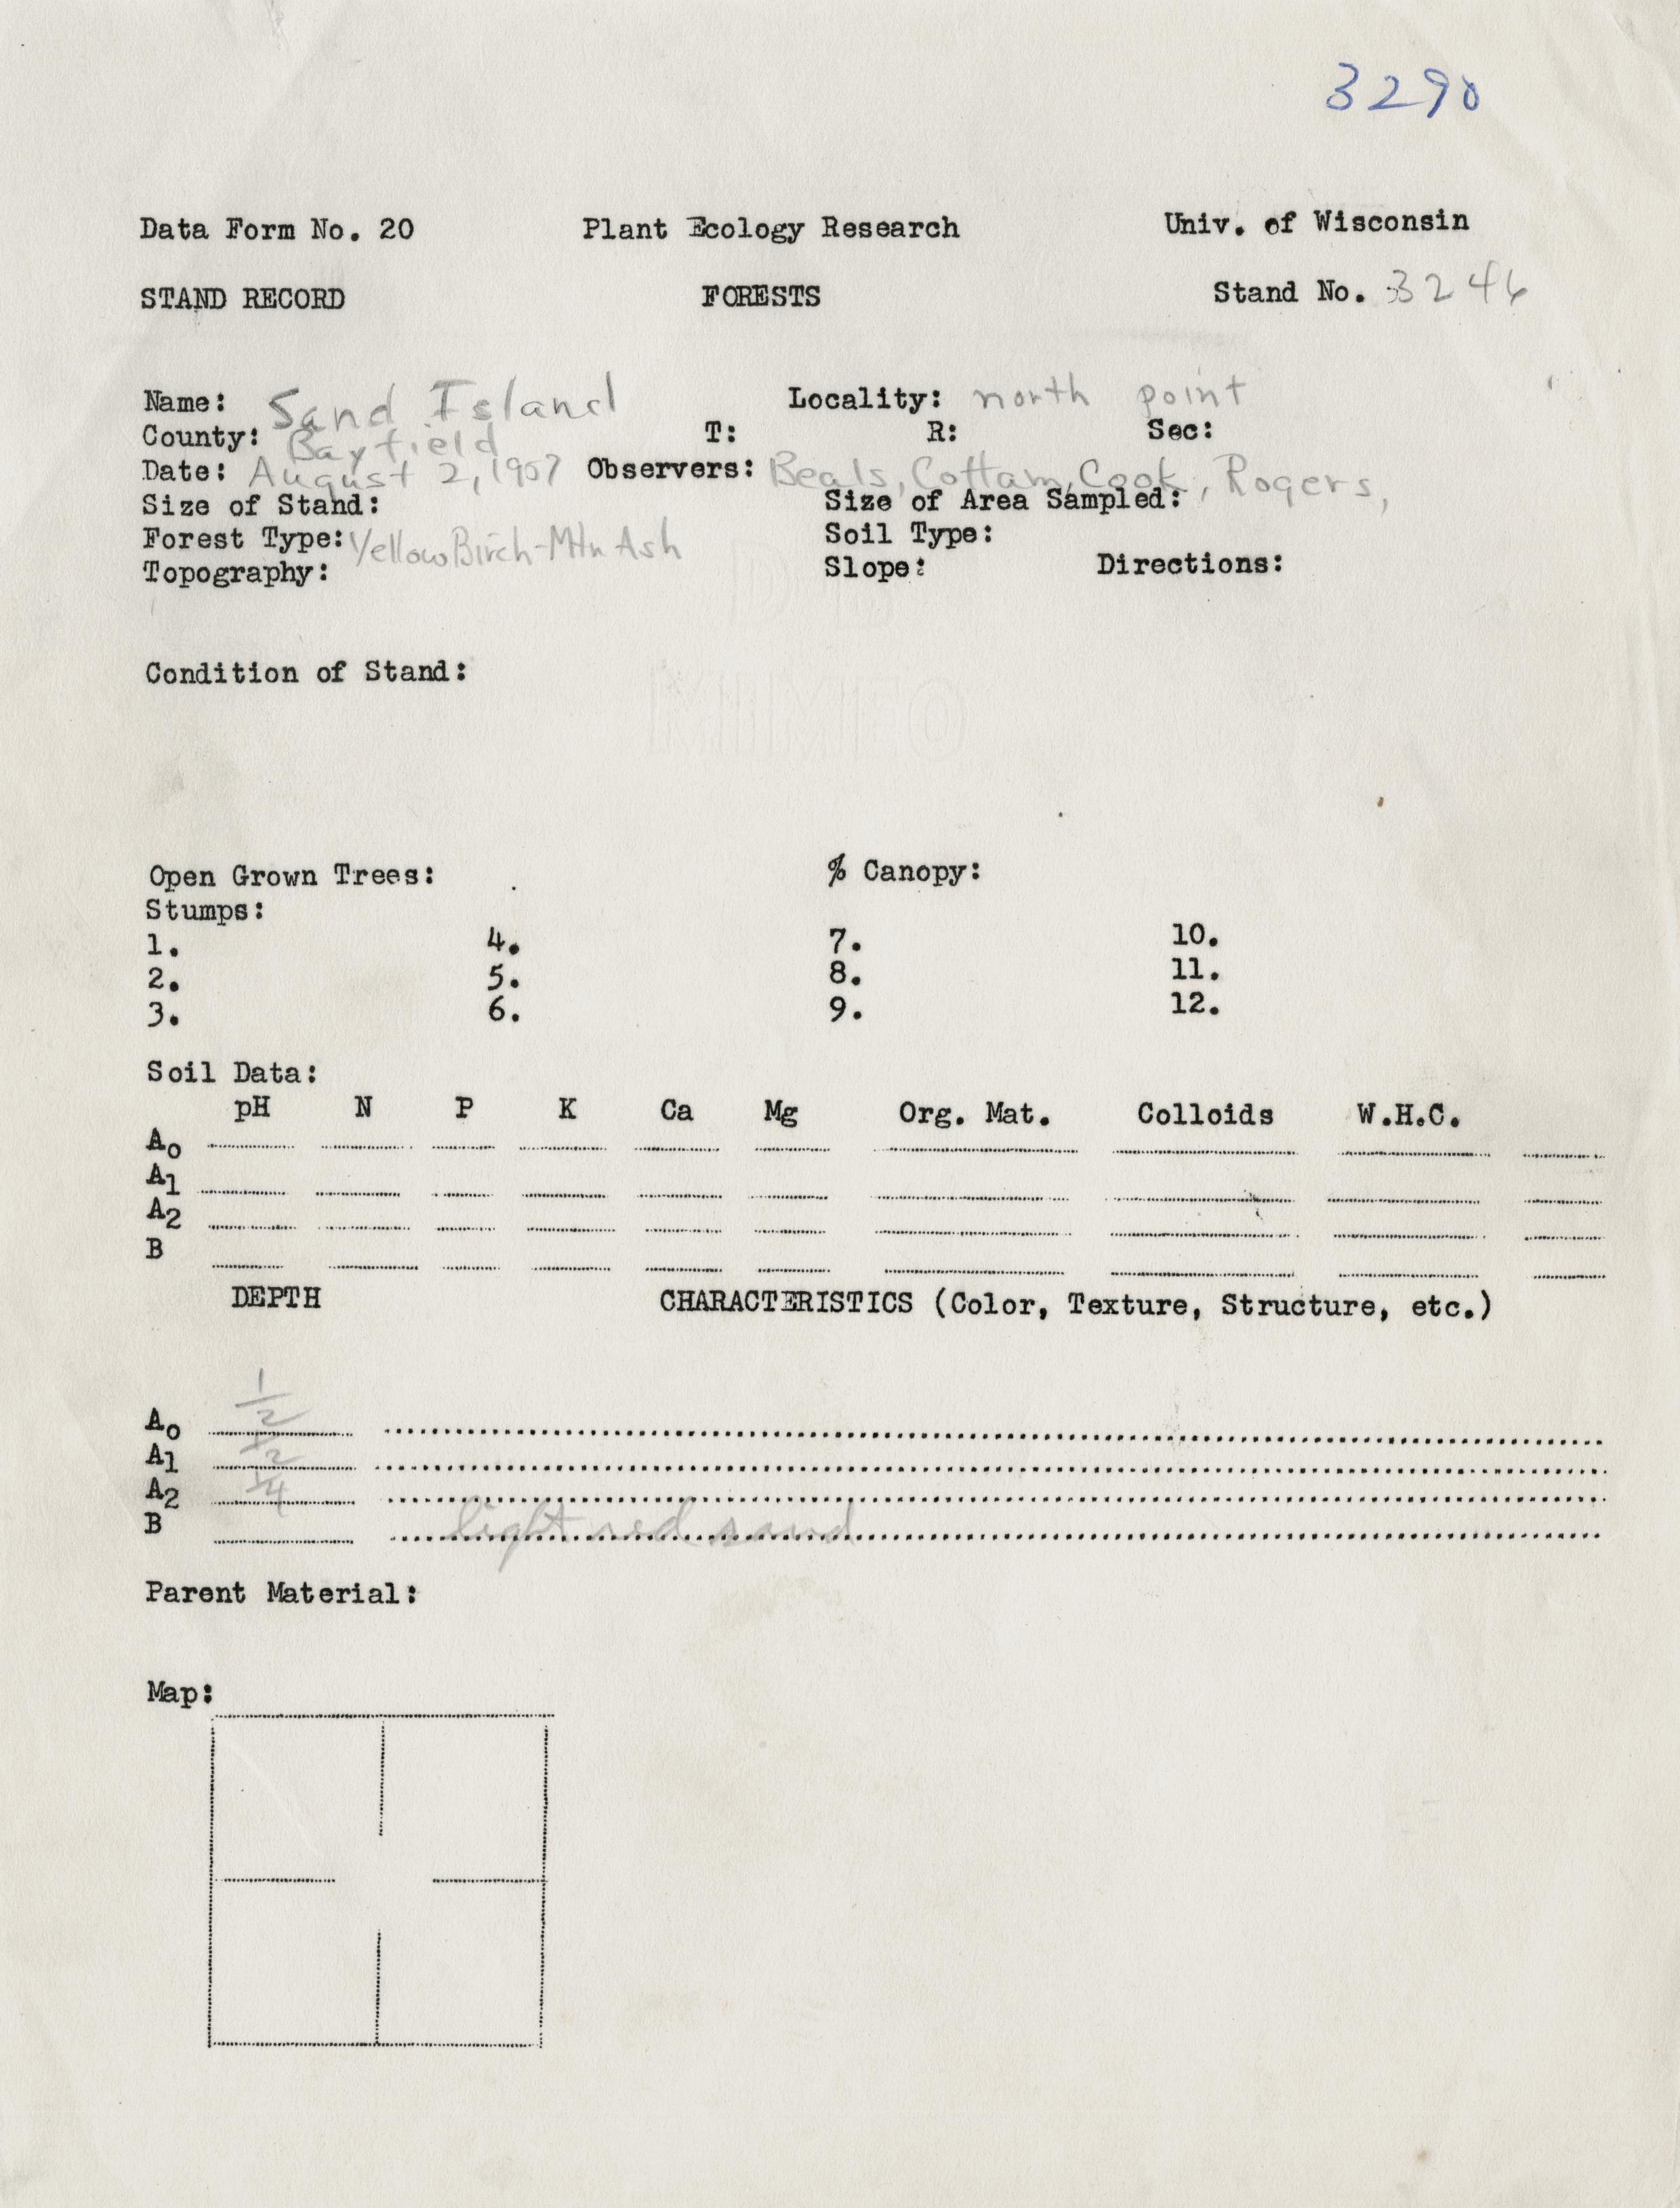 3290
Data Form No. 20 Plant Ecology Research Univ. of Wisconsin
STAND RECORD FORESTS Stand No. 3246
Name: Sand Island Locality: north point
County: Bayfield T: R: Sec:
Date: August 2, 1957 Observers: Beals, Cottam, Cook, Rogers,
Size of Stand: Size of Area Sampled:
Forest Type: Yellow Birch-Mtn Ash Soil Type:
Topography: Slope: Directions:
Condition of Stand:
Open Grown Trees: % Canopy:
Stumps:
1. 4. 7. 10.
2. 5. 8. 11.
3. 6. 9. 12.
Soil Data:
pH N P K Ca Mg Org. Mat. Colloids W.H.C.
A0
A1
A2
B
DEPTH CHARACTERISTICS (Color, Texture, Structure, etc.)
A0 1/2
A1 1/2
A2 1/4
B light red sand
Parent Material:
Map: